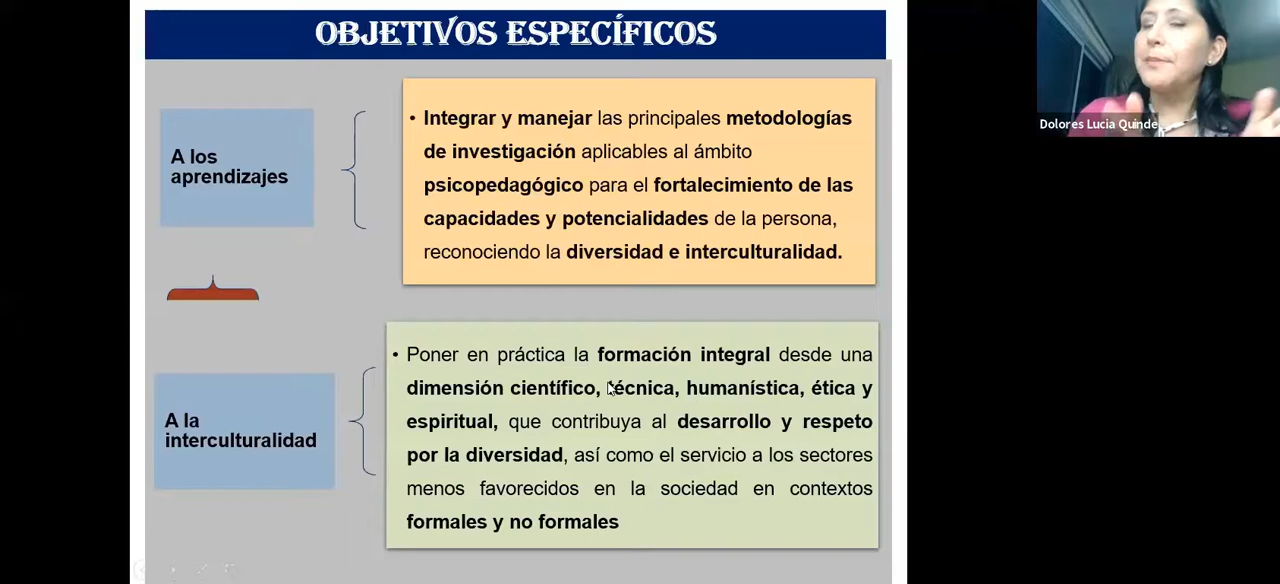 OBJETIVOS ESPECÍFICOS
A los
aprendizajes
• Integrar y manejar las principales metodologías
de investigación aplicables al ámbito
psicopedagógico para el fortalecimiento de las
capacidades y potencialidades de la persona,
reconociendo la diversidad e interculturalidad.
A la
interculturalidad
• Poner en práctica la formación integral desde una
dimensión científico, técnica, humanística, ética y
espiritual, que contribuya al desarrollo y respeto
por la diversidad, así como el servicio a los sectores
menos favorecidos en la sociedad en contextos
formales y no formales
Dolores Lucia Quinde